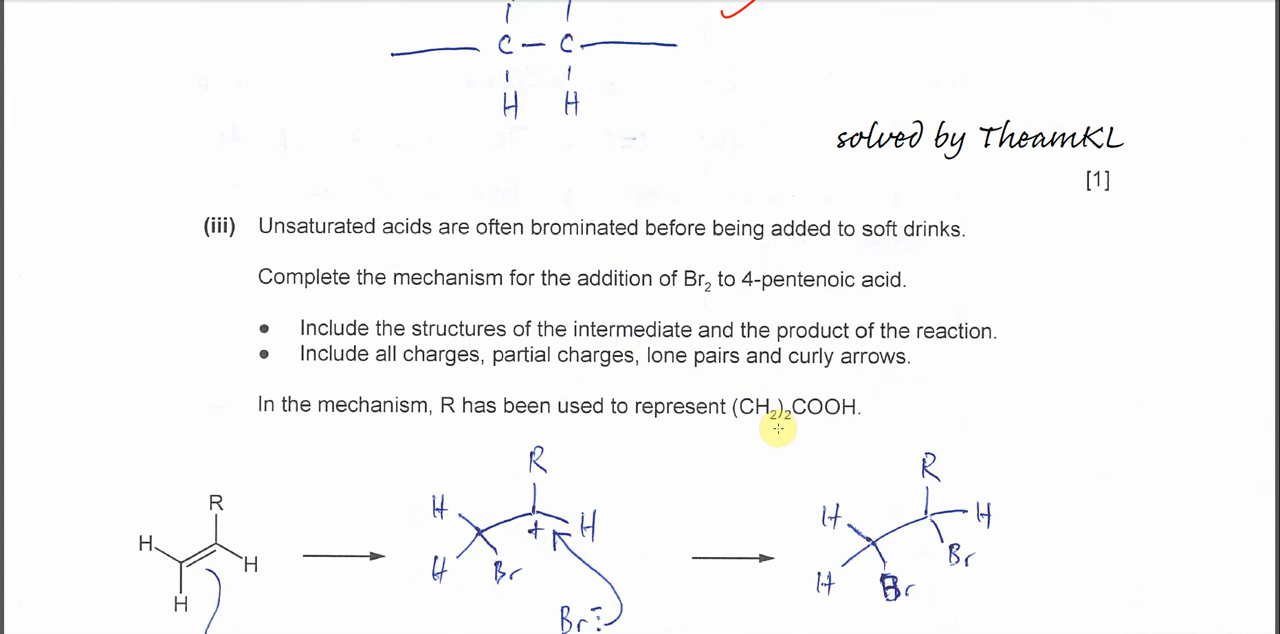 C — C
H H
solved by TheamKL
[1]
(iii) Unsaturated acids are often brominated before being added to soft drinks.
Complete the mechanism for the addition of Br₂ to 4-pentenoic acid.
• Include the structures of the intermediate and the product of the reaction.
• Include all charges, partial charges, lone pairs and curly arrows.
In the mechanism, R has been used to represent (CH₂)₂COOH.
R R R
H H H
H + H H
H H Br H Br
H Br Br: